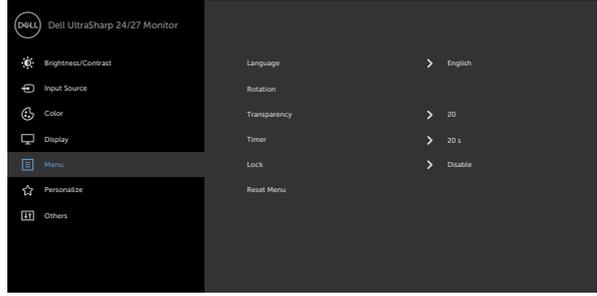 DELL Dell UltraSharp 24/27 Monitor
Brightness/Contrast
Input Source
Color
Display
Menu
Personalize
Others
Language English
Rotation
Transparency 20
Timer 20 s
Lock Disable
Reset Menu